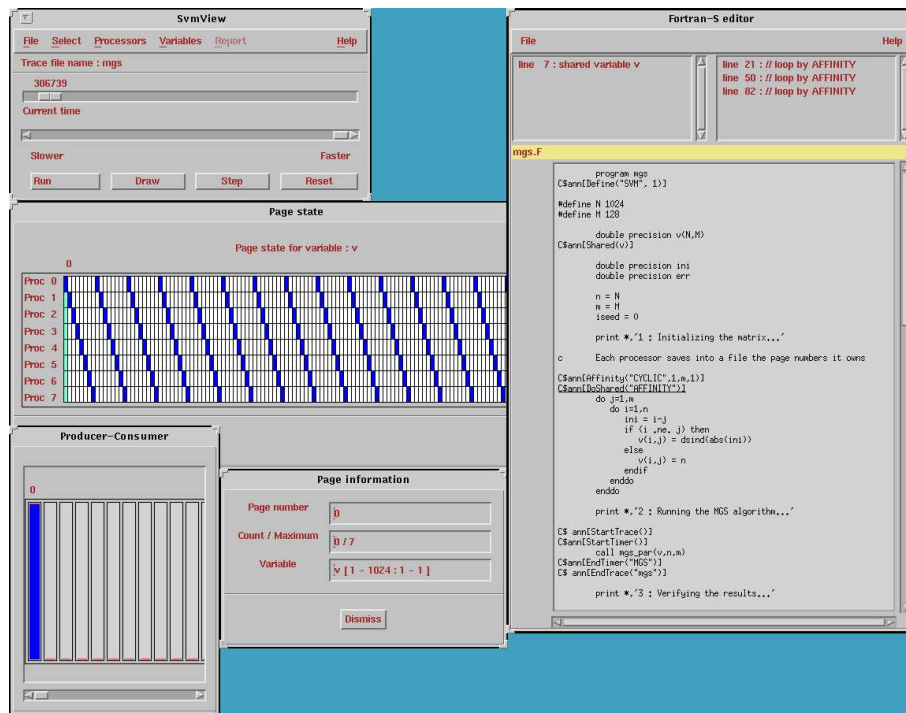 SvmView
File Select Processors Variables Report Help
Trace file name : mgs
306739
Current time
Slower Faster
Run Draw Step Reset
Page state
Page state for variable : v
0
Proc 0
Proc 1
Proc 2
Proc 3
Proc 4
Proc 5
Proc 6
Proc 7
Producer-Consumer
0
Page information
Page number 0
Count / Maximum 0 / 7
Variable v [ 1 - 1024 : 1 - 1 ]
Dismiss
Fortran-S editor
File Help
line 7 : shared variable v
line 21 : // loop by AFFINITY
line 50 : // loop by AFFINITY
line 82 : // loop by AFFINITY
mgs.F
program mgs
C$ann[Define("SVM", 1)]
#define N 1024
#define M 128
double precision v(N,M)
C$ann[Shared(v)]
double precision ini
double precision err
n = N
m = M
iseed = 0
print *,'1 : Initializing the matrix...'
c Each processor saves into a file the page numbers it owns
C$ann[Affinity("CYCLIC",1,m,1)]
C$ann[DoShared("AFFINITY")]
do j=1,m
do i=1,n
ini = i-j
if (i .ne. j) then
v(i,j) = dsind(abs(ini))
else
v(i,j) = n
endif
enddo
enddo
print *,'2 : Running the MGS algorithm...'
C$ ann[StartTrace()]
C$ann[StartTimer()]
call mgs_par(v,n,m)
C$ann[EndTimer("MGS")]
C$ ann[EndTrace("mgs")]
print *,'3 : Verifying the results...'